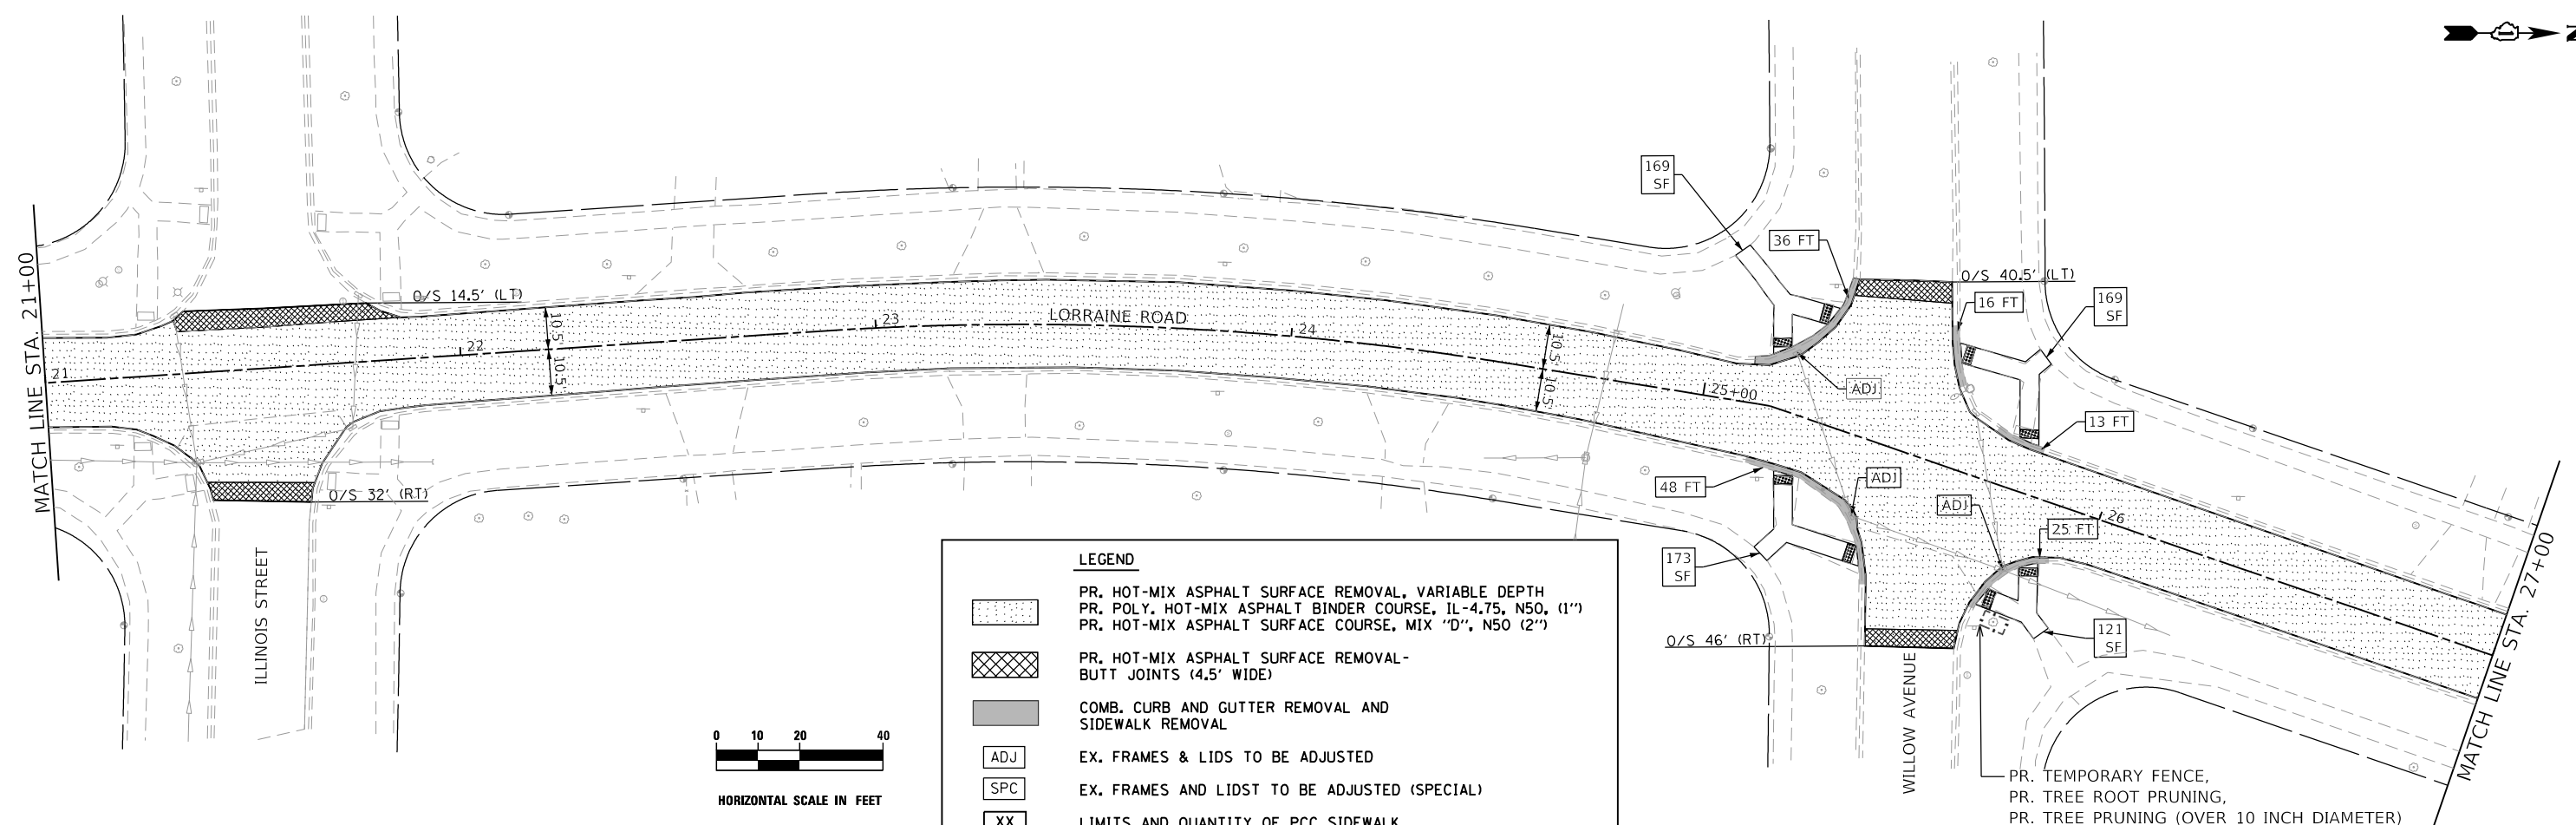 N
MATCH LINE STA. 21+00
21
ILLINOIS STREET
O/S 14.5' (LT)
O/S 32' (RT)
22
10.5'
10.5'
23
LORRAINE ROAD
24
10.5'
10.5'
25+00
169
SF
36 FT
O/S 40.5' (LT)
16 FT
169
SF
ADJ
13 FT
48 FT
ADJ
ADJ
26
25 FT
173
SF
121
SF
O/S 46' (RT)
WILLOW AVENUE
MATCH LINE STA. 27+00
PR. TEMPORARY FENCE,
PR. TREE ROOT PRUNING,
PR. TREE PRUNING (OVER 10 INCH DIAMETER)
0 10 20 40
HORIZONTAL SCALE IN FEET
LEGEND
PR. HOT-MIX ASPHALT SURFACE REMOVAL, VARIABLE DEPTH
PR. POLY. HOT-MIX ASPHALT BINDER COURSE, IL-4.75, N50, (1")
PR. HOT-MIX ASPHALT SURFACE COURSE, MIX "D", N50 (2")
PR. HOT-MIX ASPHALT SURFACE REMOVAL-
BUTT JOINTS (4.5' WIDE)
COMB. CURB AND GUTTER REMOVAL AND
SIDEWALK REMOVAL
ADJ EX. FRAMES & LIDS TO BE ADJUSTED
SPC EX. FRAMES AND LIDST TO BE ADJUSTED (SPECIAL)
XX LIMITS AND QUANTITY OF PCC SIDEWALK